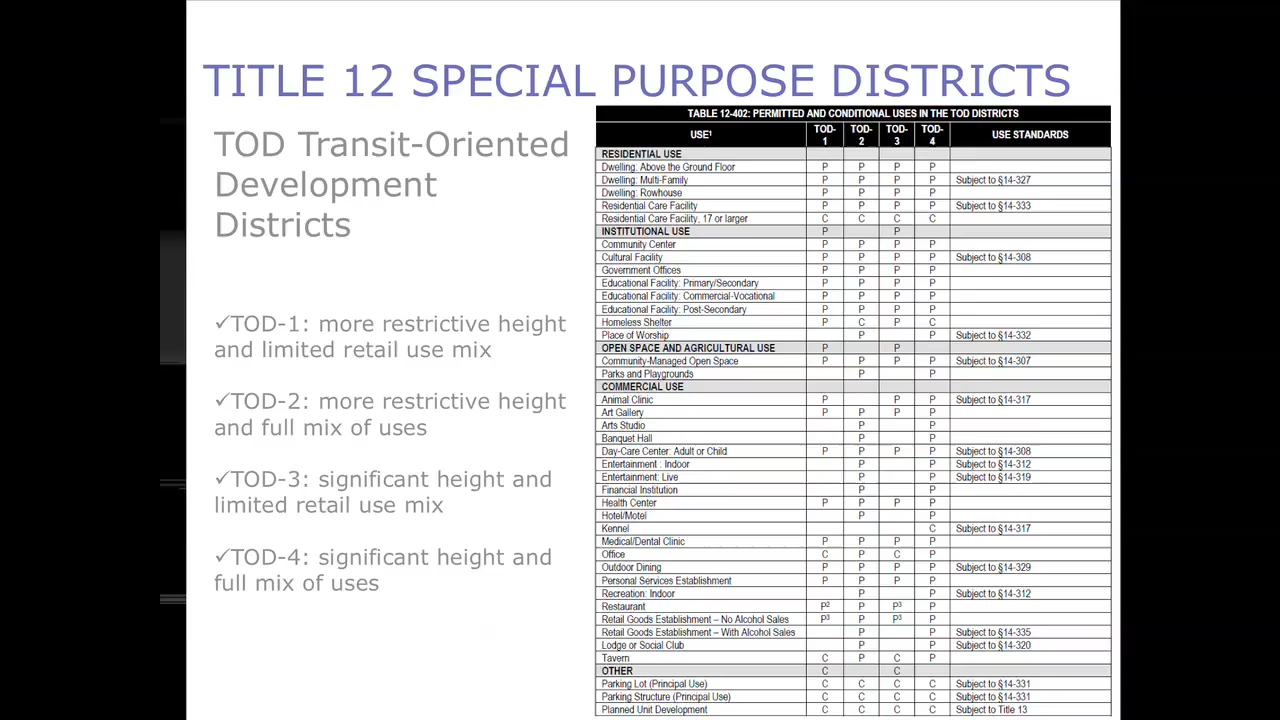 TITLE 12 SPECIAL PURPOSE DISTRICTS
TOD Transit-Oriented
Development
Districts
✓TOD-1: more restrictive height
and limited retail use mix
✓TOD-2: more restrictive height
and full mix of uses
✓TOD-3: significant height and
limited retail use mix
✓TOD-4: significant height and
full mix of uses
TABLE 12-402: PERMITTED AND CONDITIONAL USES IN THE TOD DISTRICTS
USE¹ TOD-1 TOD-2 TOD-3 TOD-4 USE STANDARDS
RESIDENTIAL USE
Dwelling: Above the Ground Floor P P P P
Dwelling: Multi-Family P P P P Subject to §14-327
Dwelling: Rowhouse P P P P
Residential Care Facility P P P P Subject to §14-333
Residential Care Facility, 17 or larger C C C C
INSTITUTIONAL USE P P
Community Center P P P P
Cultural Facility P P P P Subject to §14-308
Government Offices P P P P
Educational Facility: Primary/Secondary P P P P
Educational Facility: Commercial-Vocational P P P P
Educational Facility: Post-Secondary P P P P
Homeless Shelter P C P C
Place of Worship P P Subject to §14-332
OPEN SPACE AND AGRICULTURAL USE P P
Community-Managed Open Space P P P P Subject to §14-307
Parks and Playgrounds P P
COMMERCIAL USE
Animal Clinic P P P Subject to §14-317
Art Gallery P P P P
Arts Studio P P
Banquet Hall P P
Day-Care Center: Adult or Child P P P P Subject to §14-308
Entertainment : Indoor P P Subject to §14-312
Entertainment: Live P P Subject to §14-319
Financial Institution P P
Health Center P P P P
Hotel/Motel P P
Kennel C Subject to §14-317
Medical/Dental Clinic P P P P
Office C P C P
Outdoor Dining P P P P Subject to §14-329
Personal Services Establishment P P P P
Recreation: Indoor P P Subject to §14-312
Restaurant P² P P³ P
Retail Goods Establishment – No Alcohol Sales P³ P P³ P
Retail Goods Establishment – With Alcohol Sales P P Subject to §14-335
Lodge or Social Club P P Subject to §14-320
Tavern C P C P
OTHER C C
Parking Lot (Principal Use) C C C C Subject to §14-331
Parking Structure (Principal Use) C C C C Subject to §14-331
Planned Unit Development C C C C Subject to Title 13